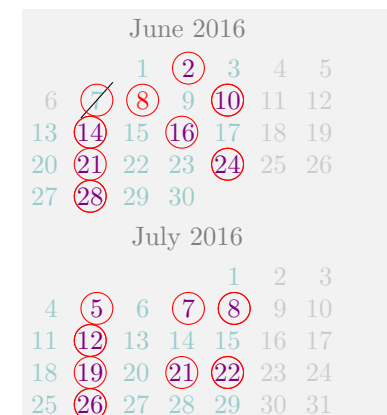 June 2016
1 2 3 4 5
6 7 8 9 10 11 12
13 14 15 16 17 18 19
20 21 22 23 24 25 26
27 28 29 30
July 2016
1 2 3
4 5 6 7 8 9 10
11 12 13 14 15 16 17
18 19 20 21 22 23 24
25 26 27 28 29 30 31